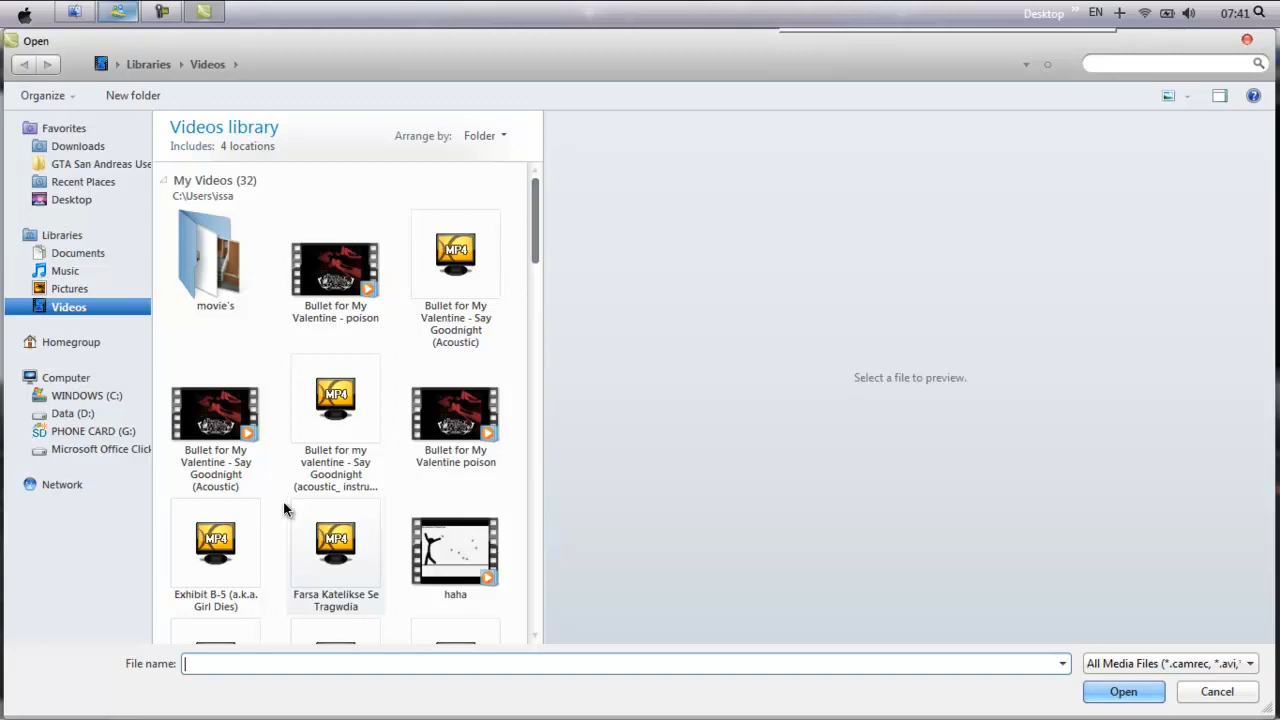 Desktop
EN
07:41
Open
Libraries
Videos
Organize
New folder
Favorites
Downloads
GTA San Andreas Use
Recent Places
Desktop
Libraries
Documents
Music
Pictures
Videos
Homegroup
Computer
WINDOWS (C:)
Data (D:)
PHONE CARD (G:)
Microsoft Office Click
Network
Videos library
Includes: 4 locations
Arrange by: Folder
My Videos (32)
C:\Users\issa
movie's
Bullet for My
Valentine - poison
MP4
Bullet for My
Valentine - Say
Goodnight
(Acoustic)
Bullet for My
Valentine - Say
Goodnight
(Acoustic)
MP4
Bullet for my
valentine - Say
Goodnight
(acoustic_ instru...
Bullet for My
Valentine poison
MP4
Exhibit B-5 (a.k.a.
Girl Dies)
MP4
Farsa Katelikse Se
Tragwdia
haha
Select a file to preview.
File name:
All Media Files (*.camrec, *.avi,
Open
Cancel